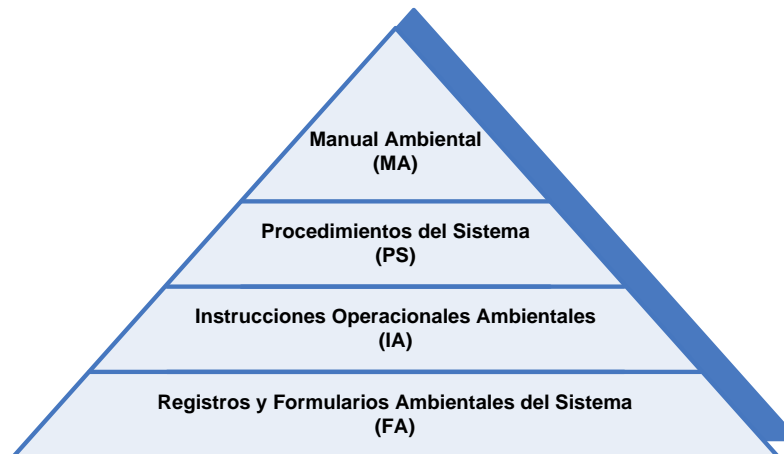 Manual Ambiental
(MA)
Procedimientos del Sistema
(PS)
Instrucciones Operacionales Ambientales
(IA)
Registros y Formularios Ambientales del Sistema
(FA)